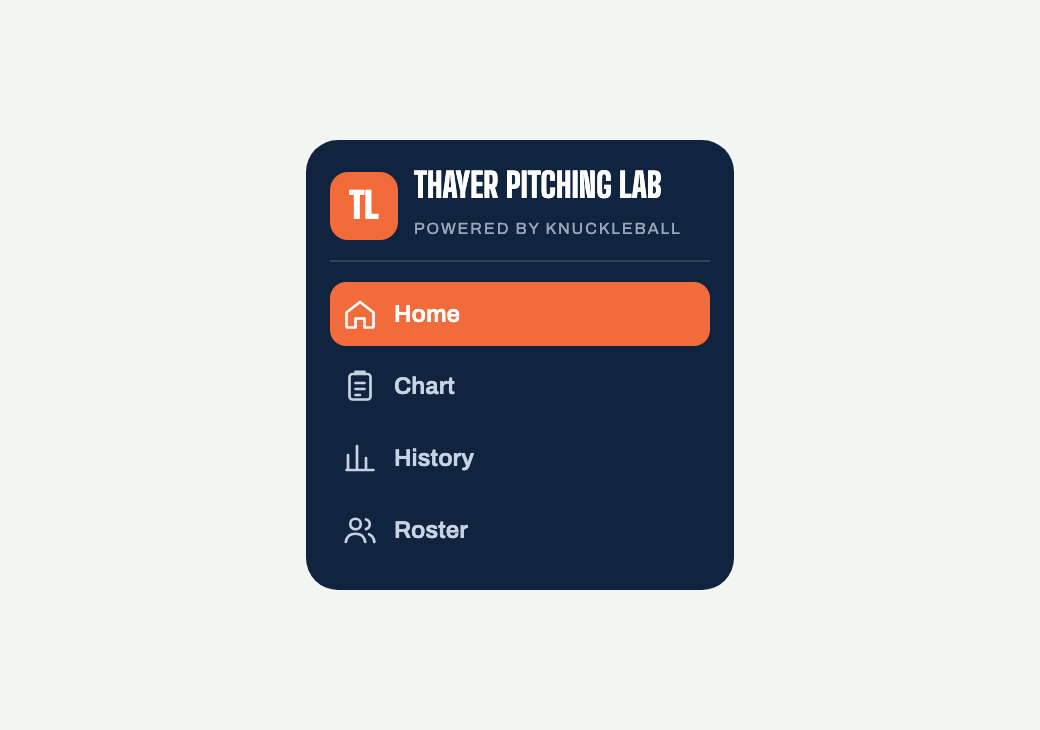 TL
THAYER PITCHING LAB
POWERED BY KNUCKLEBALL
Home
Chart
History
Roster